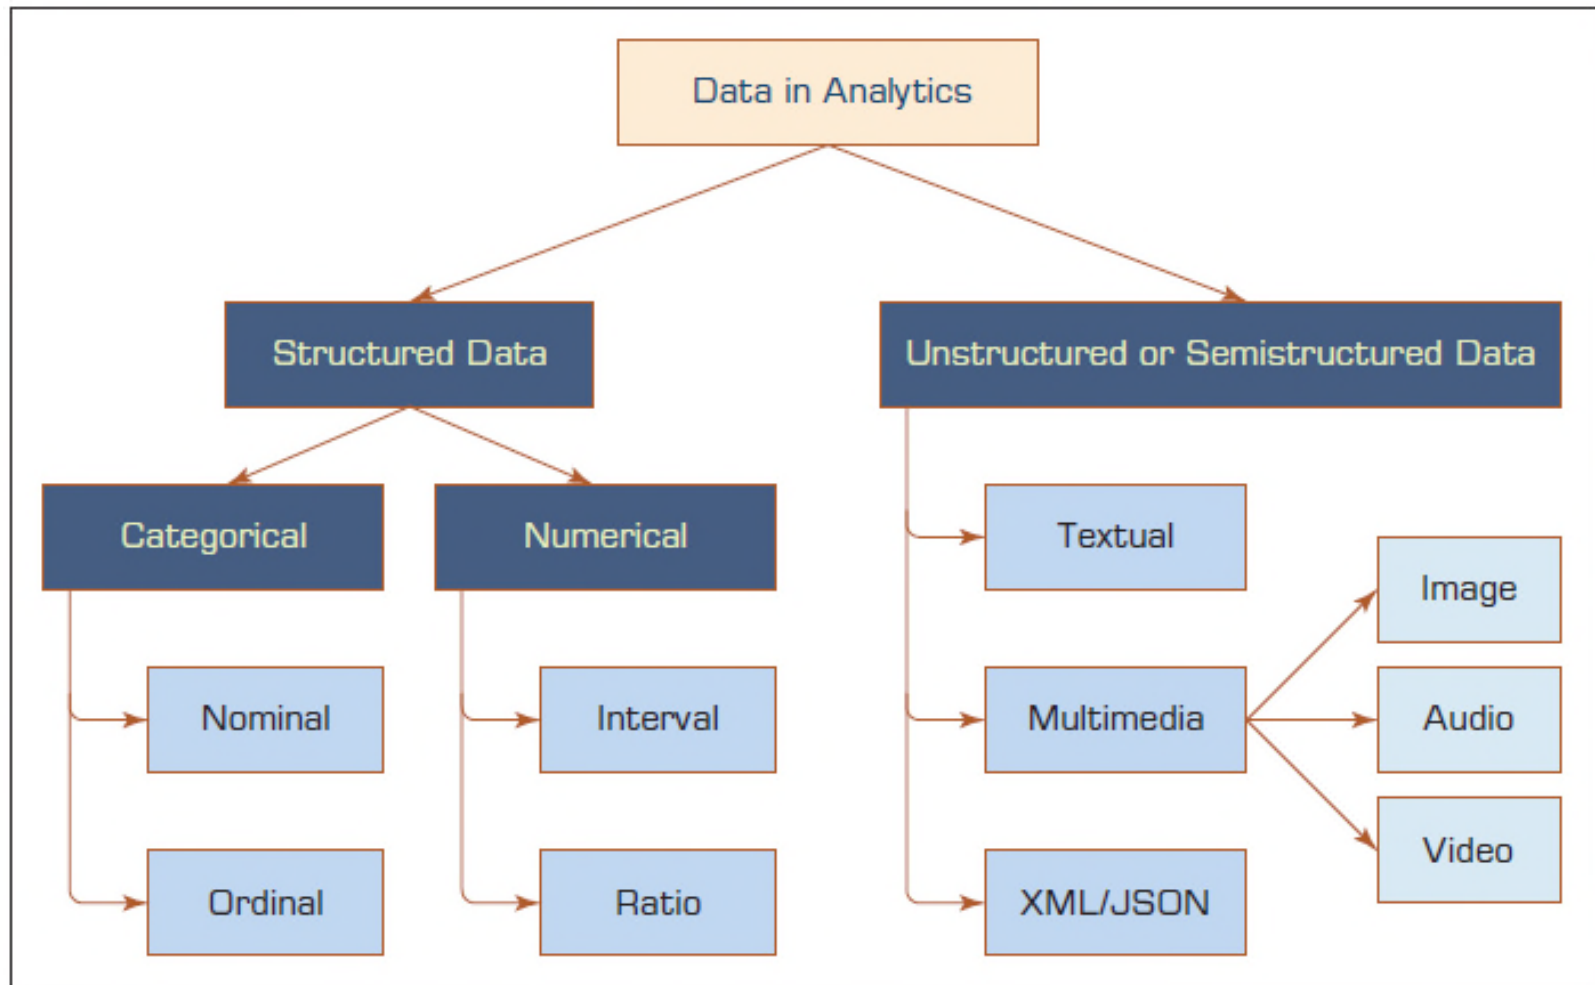 Data in Analytics
Structured Data
Unstructured or Semistructured Data
Categorical
Numerical
Textual
Image
Nominal
Interval
Multimedia
Audio
Video
Ordinal
Ratio
XML/JSON